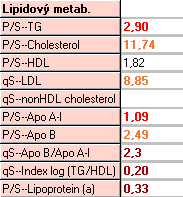 Lipidový metab.
P/S--TG 2,90
P/S--Cholesterol 11,74
P/S--HDL 1,82
qS--LDL 8,85
qS--nonHDL cholesterol
P/S--Apo A-I 1,09
P/S--Apo B 2,49
qS--Apo B/Apo A-I 2,3
qS--Index log (TG/HDL) 0,20
P/S--Lipoprotein (a) 0,33